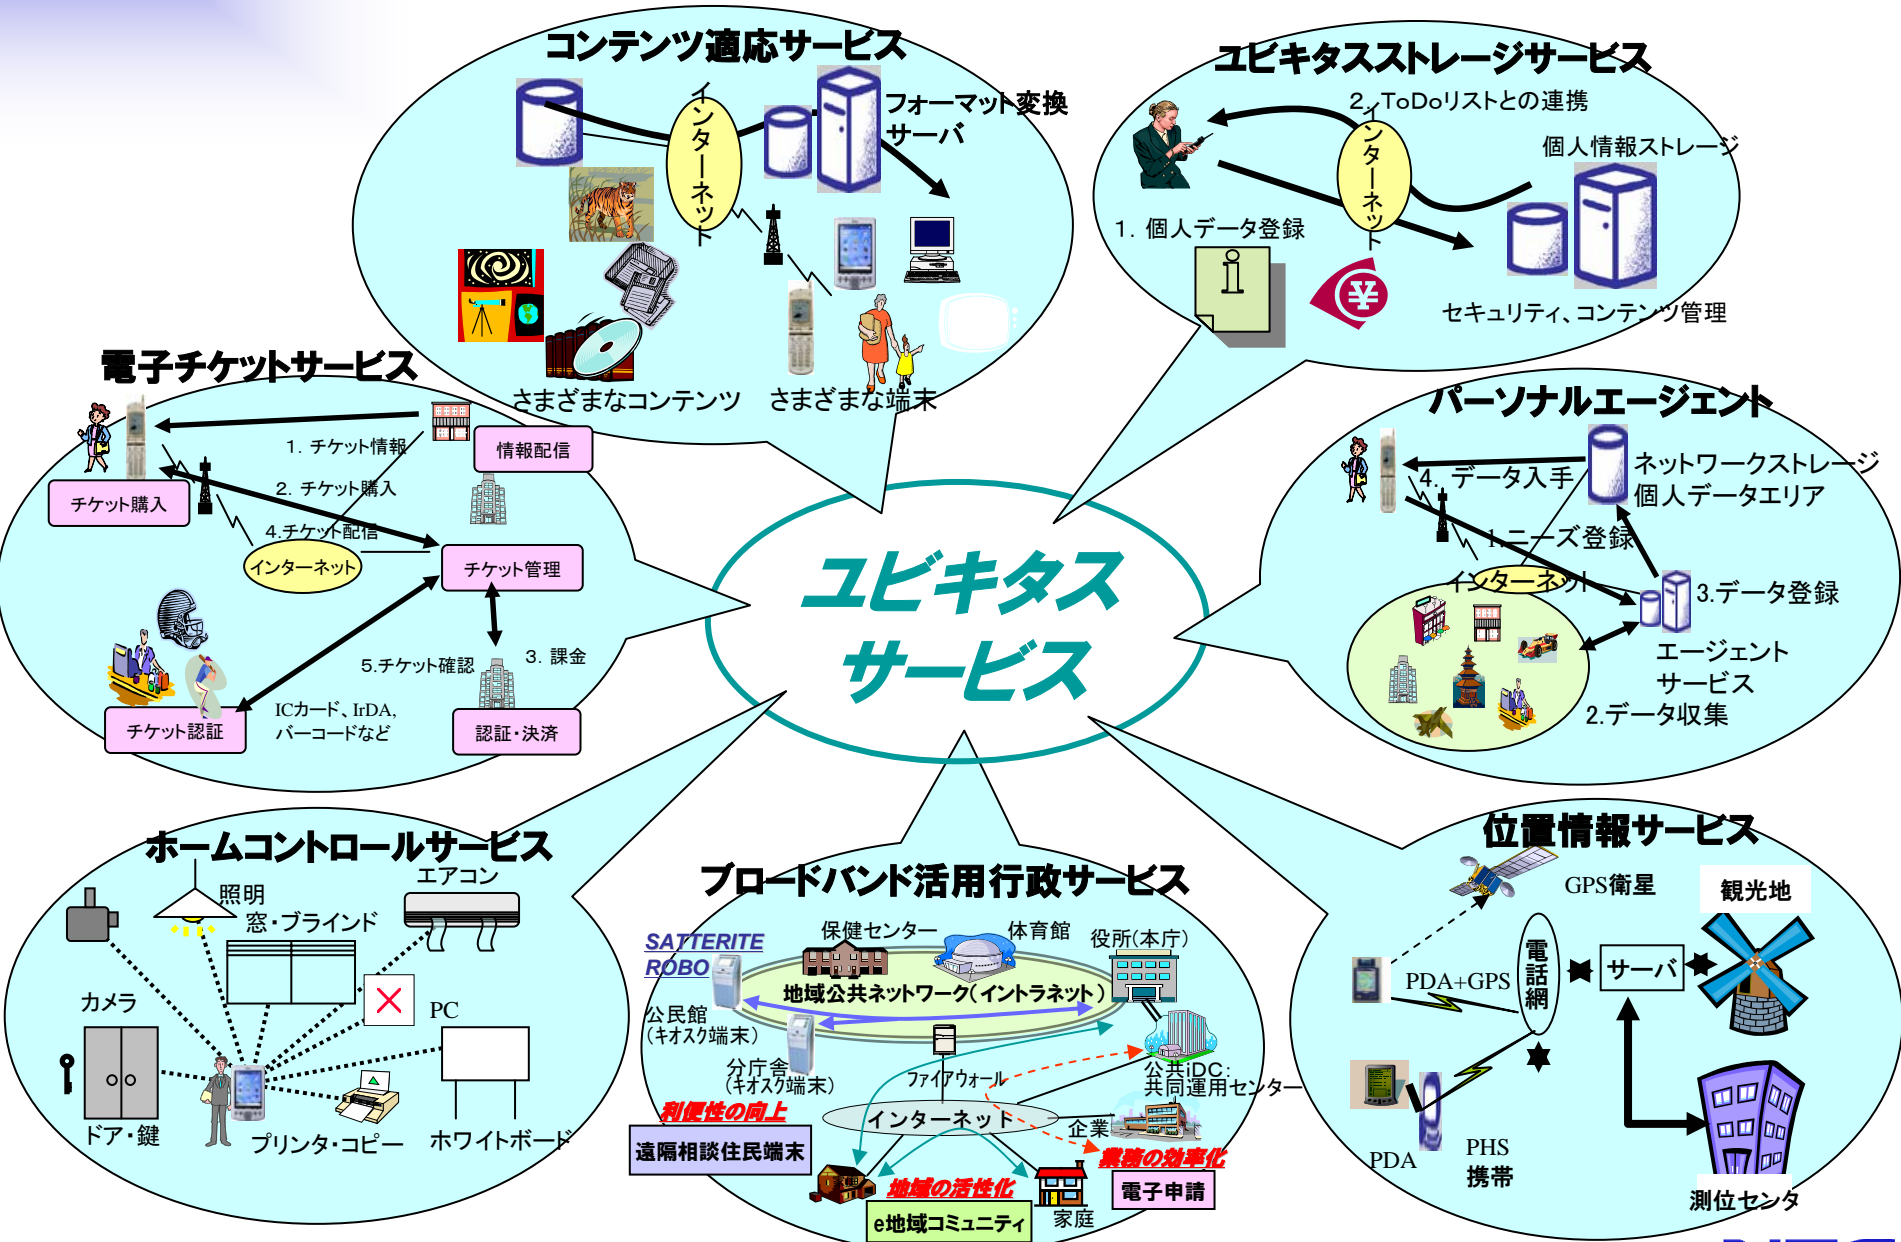 コンテンツ適応サービス
インターネット
フォーマット変換
サーバ
さまざまなコンテンツ
さまざまな端末
ユビキタスストレージサービス
2. ToDoリストとの連携
インターネット
個人情報ストレージ
1. 個人データ登録
i
¥
セキュリティ、コンテンツ管理
電子チケットサービス
1. チケット情報
情報配信
チケット購入
2. チケット購入
4.チケット配信
インターネット
チケット管理
5.チケット確認
3. 課金
ICカード、IrDA,
バーコードなど
チケット認証
認証・決済
パーソナルエージェント
4. データ入手
ネットワークストレージ
個人データエリア
1.ニーズ登録
インターネット
3.データ登録
エージェント
サービス
2.データ収集
ユビキタス
サービス
ホームコントロールサービス
照明
エアコン
窓・ブラインド
カメラ
PC
ドア・鍵
プリンタ・コピー
ホワイトボード
ブロードバンド活用行政サービス
SATTERITE
ROBO
保健センター
体育館
役所(本庁)
地域公共ネットワーク(イントラネット)
公民館
(キオスク端末)
分庁舎
(キオスク端末)
ファイアウォール
公共iDC:
共同運用センター
利便性の向上
インターネット
企業
遠隔相談住民端末
業務の効率化
地域の活性化
電子申請
e地域コミュニティ
家庭
位置情報サービス
GPS衛星
観光地
電話網
サーバ
PDA+GPS
PDA
PHS
携帯
測位センタ